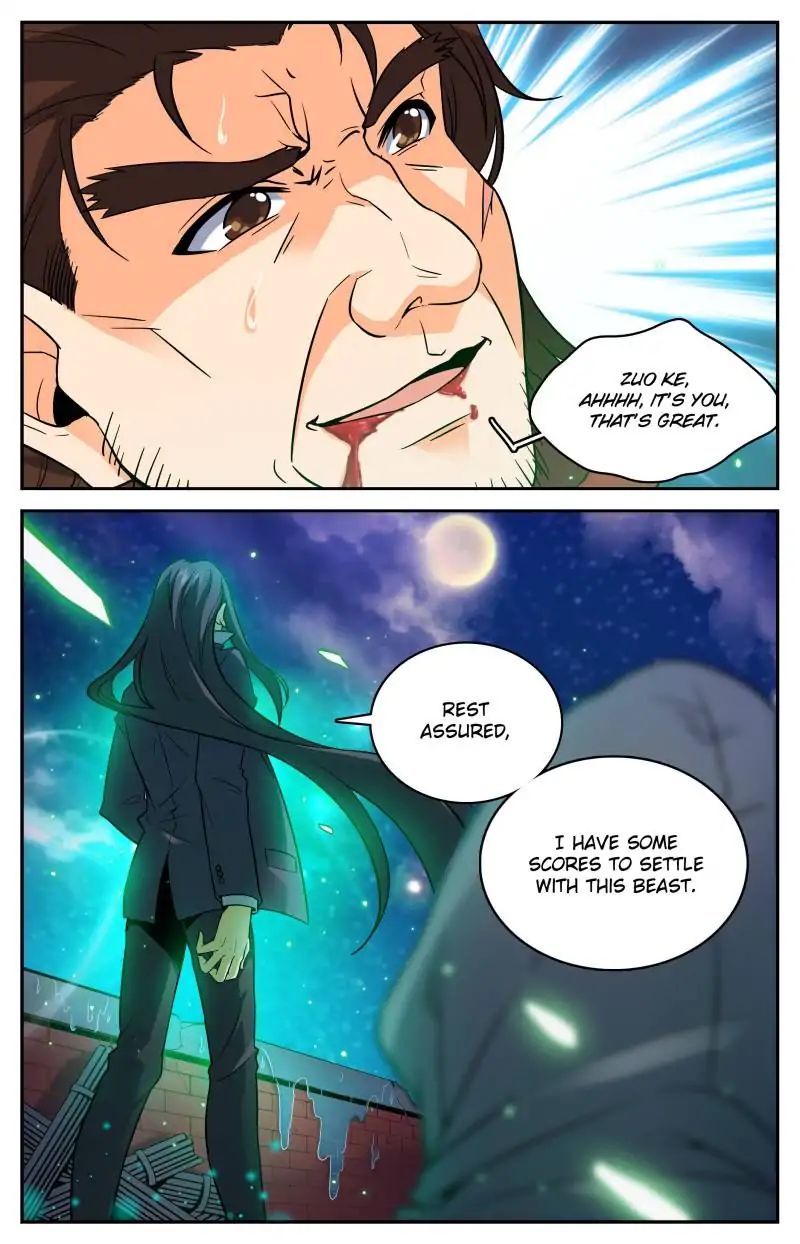 ZUO KE,
AHHHH, IT'S YOU,
THAT'S GREAT.
REST
ASSURED,
I HAVE SOME
SCORES TO SETTLE
WITH THIS BEAST.